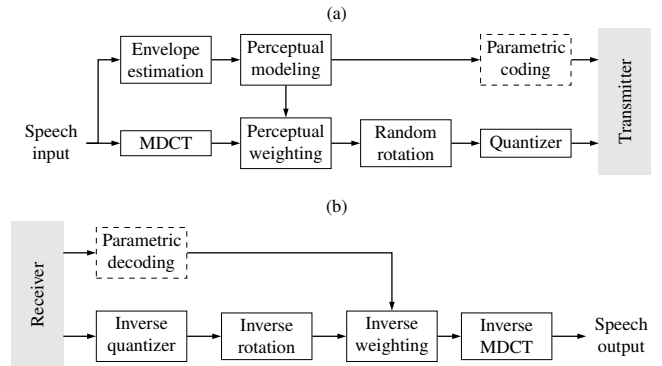 (a)
Envelope
estimation
Perceptual
modeling
Parametric
coding
Speech
input
MDCT
Perceptual
weighting
Random
rotation
Quantizer
Transmitter
(b)
Receiver
Parametric
decoding
Inverse
quantizer
Inverse
rotation
Inverse
weighting
Inverse
MDCT
Speech
output